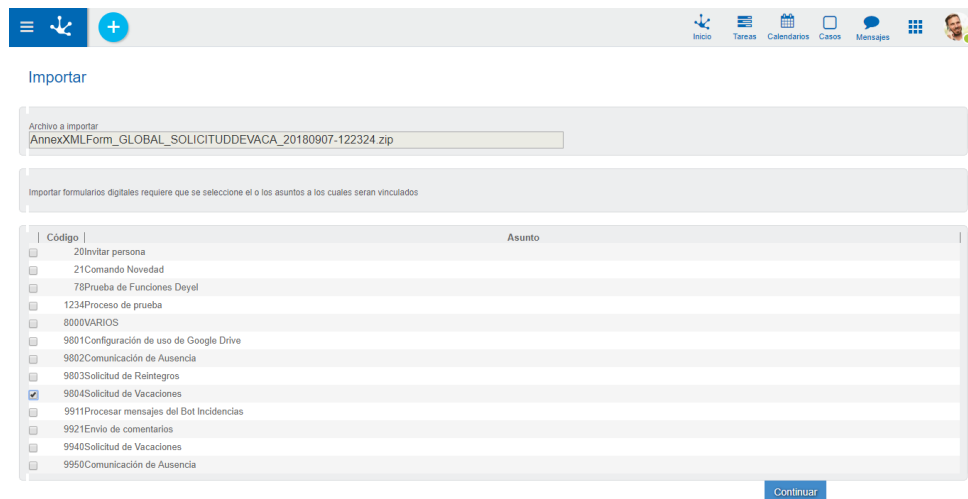 Inicio Tareas Calendarios Casos Mensajes
Importar
Archivo a importar
AnnexXMLForm_GLOBAL_SOLICITUDDEVACA_20180907-122324.zip
Importar formularios digitales requiere que se seleccione el o los asuntos a los cuales seran vinculados
Código Asunto
20Invitar persona
21Comando Novedad
78Prueba de Funciones Deyel
1234Proceso de prueba
8000VARIOS
9801Configuración de uso de Google Drive
9802Comunicación de Ausencia
9803Solicitud de Reintegros
9804Solicitud de Vacaciones
9911Procesar mensajes del Bot Incidencias
9921Envio de comentarios
9940Solicitud de Vacaciones
9950Comunicación de Ausencia
Continuar